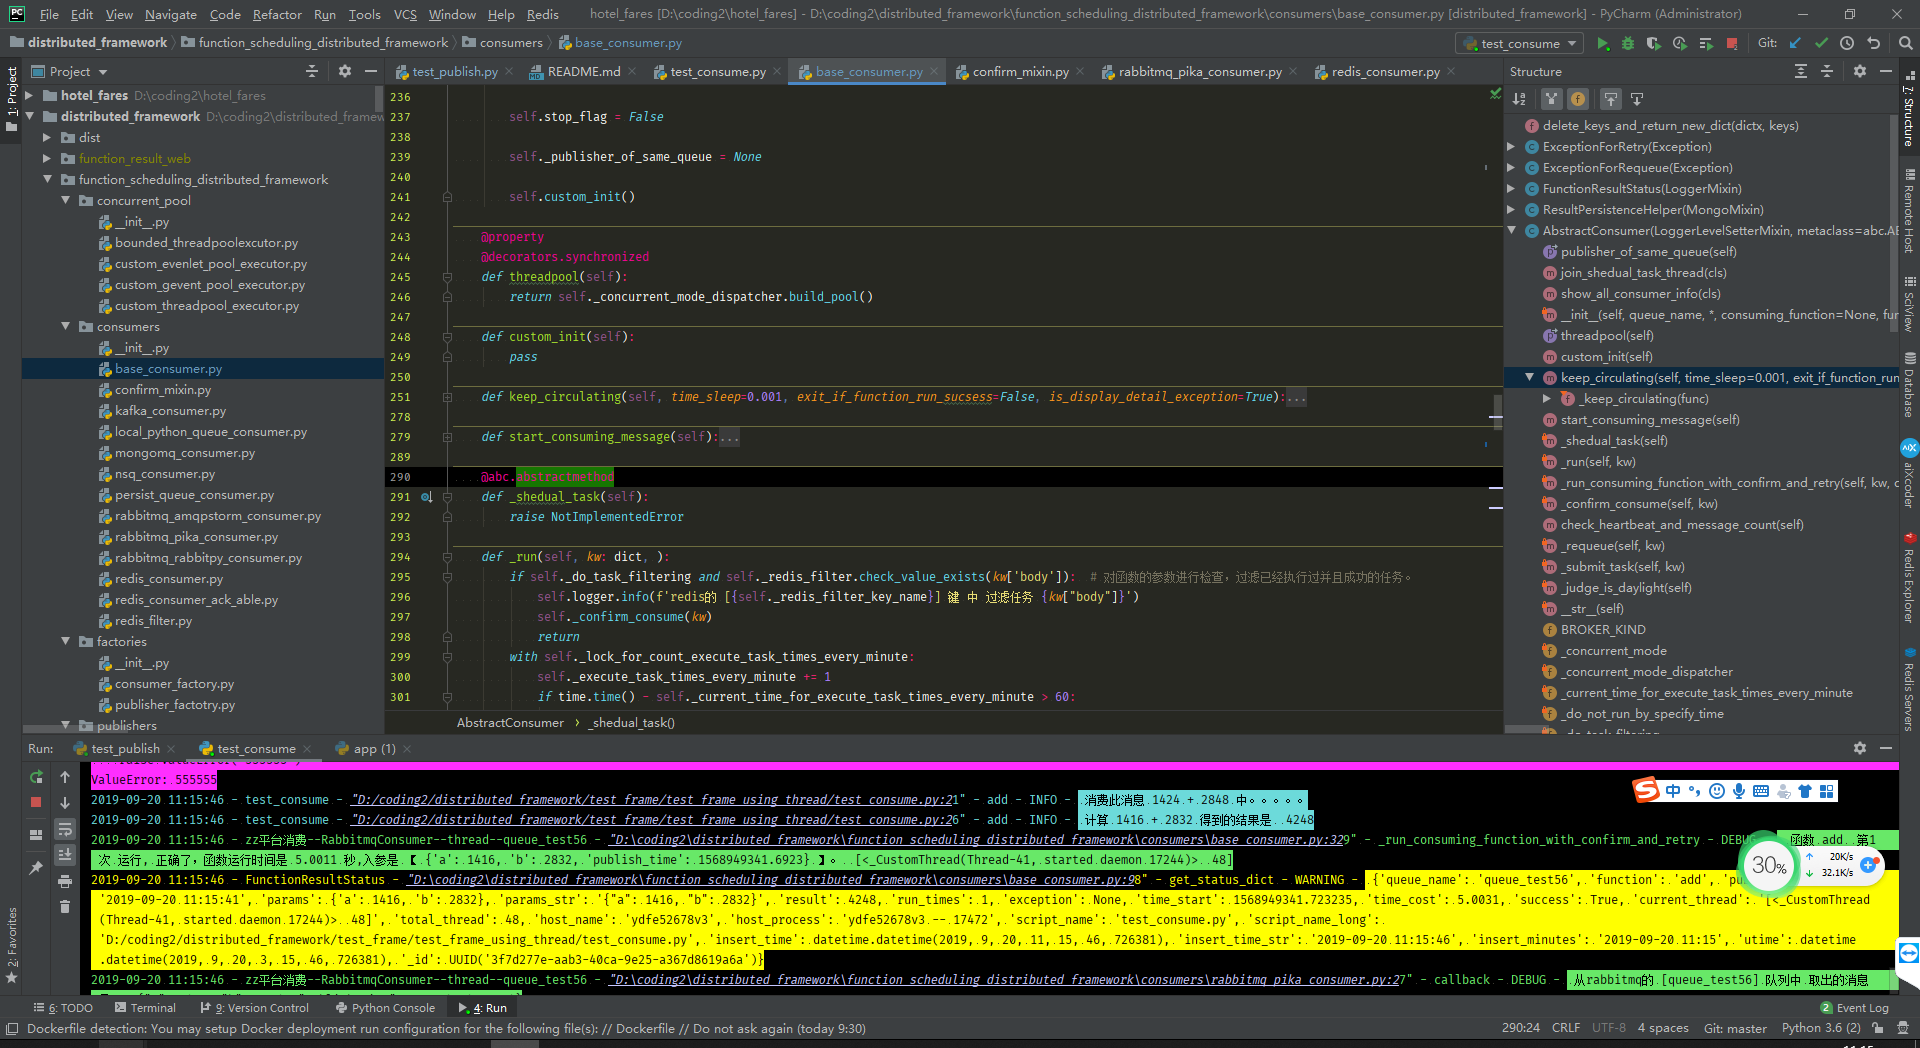 File Edit View Navigate Code Refactor Run Tools VCS Window Help Redis hotel_fares [D:\coding2\hotel_fares] - D:\coding2\distributed_framework\function_scheduling_distributed_framework\consumers\base_consumer.py [distributed_framework] - PyCharm (Administrator)
distributed_framework function_scheduling_distributed_framework consumers base_consumer.py test_consume Git:
Project
test_publish.py README.md test_consume.py base_consumer.py confirm_mixin.py rabbitmq_pika_consumer.py redis_consumer.py
Structure
1: Project
hotel_fares D:\coding2\hotel_fares
distributed_framework D:\coding2\distributed_framew
dist
function_result_web
function_scheduling_distributed_framework
concurrent_pool
__init__.py
bounded_threadpoolexcutor.py
custom_evenlet_pool_executor.py
custom_gevent_pool_executor.py
custom_threadpool_executor.py
consumers
__init__.py
base_consumer.py
confirm_mixin.py
kafka_consumer.py
local_python_queue_consumer.py
mongomq_consumer.py
nsq_consumer.py
persist_queue_consumer.py
rabbitmq_amqpstorm_consumer.py
rabbitmq_pika_consumer.py
rabbitmq_rabbitpy_consumer.py
redis_consumer.py
redis_consumer_ack_able.py
redis_filter.py
factories
__init__.py
consumer_factory.py
publisher_factotry.py
publishers
236
237 self.stop_flag = False
238
239 self._publisher_of_same_queue = None
240
241 self.custom_init()
242
243 @property
244 @decorators.synchronized
245 def threadpool(self):
246 return self._concurrent_mode_dispatcher.build_pool()
247
248 def custom_init(self):
249 pass
250
251 def keep_circulating(self, time_sleep=0.001, exit_if_function_run_sucsess=False, is_display_detail_exception=True):...
278
279 def start_consuming_message(self):...
289
290 @abc.abstractmethod
291 def _shedual_task(self):
292 raise NotImplementedError
293
294 def _run(self, kw: dict, ):
295 if self._do_task_filtering and self._redis_filter.check_value_exists(kw['body']): # 对函数的参数进行检查，过滤已经执行过并且成功的任务。
296 self.logger.info(f'redis的 [{self._redis_filter_key_name}] 键 中 过滤任务 {kw["body"]}')
297 self._confirm_consume(kw)
298 return
299 with self._lock_for_count_execute_task_times_every_minute:
300 self._execute_task_times_every_minute += 1
301 if time.time() - self._current_time_for_execute_task_times_every_minute > 60:
AbstractConsumer › _shedual_task()
delete_keys_and_return_new_dict(dictx, keys)
ExceptionForRetry(Exception)
ExceptionForRequeue(Exception)
FunctionResultStatus(LoggerMixin)
ResultPersistenceHelper(MongoMixin)
AbstractConsumer(LoggerLevelSetterMixin, metaclass=abc.AB
publisher_of_same_queue(self)
join_shedual_task_thread(cls)
show_all_consumer_info(cls)
__init__(self, queue_name, *, consuming_function=None, fun
threadpool(self)
custom_init(self)
keep_circulating(self, time_sleep=0.001, exit_if_function_run
_keep_circulating(func)
start_consuming_message(self)
_shedual_task(self)
_run(self, kw)
_run_consuming_function_with_confirm_and_retry(self, kw, c
_confirm_consume(self, kw)
check_heartbeat_and_message_count(self)
_requeue(self, kw)
_submit_task(self, kw)
_judge_is_daylight(self)
__str__(self)
BROKER_KIND
_concurrent_mode
_concurrent_mode_dispatcher
_current_time_for_execute_task_times_every_minute
_do_not_run_by_specify_time
_do_task_filtering
7: Structure
Remote Host
SciView
Database
aiXcoder
Redis Explorer
Redis Servers
Run: test_publish test_consume app (1)
ValueError: 555555
2019-09-20 11:15:46 - test_consume - "D:/coding2/distributed_framework/test_frame/test_frame_using_thread/test_consume.py:21" - add - INFO - 消费此消息 1424 + 2848 中。。。。。
2019-09-20 11:15:46 - test_consume - "D:/coding2/distributed_framework/test_frame/test_frame_using_thread/test_consume.py:26" - add - INFO - 计算 1416 + 2832 得到的结果是 4248
2019-09-20 11:15:46 - zz平台消费--RabbitmqConsumer--thread--queue_test56 - "D:\coding2\distributed_framework\function_scheduling_distributed_framework\consumers\base_consumer.py:329" - _run_consuming_function_with_confirm_and_retry - DEBUG 函数 add 第1
次 运行, 正确了，函数运行时间是 5.0011 秒,入参是 【 {'a': 1416, 'b': 2832, 'publish_time': 1568949341.6923} 】。 [<_CustomThread(Thread-41, started daemon 17244)> 48]
2019-09-20 11:15:46 - FunctionResultStatus - "D:\coding2\distributed_framework\function_scheduling_distributed_framework\consumers\base_consumer.py:98" - get_status_dict - WARNING - {'queue_name': 'queue_test56', 'function': 'add', 'pu
'2019-09-20 11:15:41', 'params': {'a': 1416, 'b': 2832}, 'params_str': '{"a": 1416, "b": 2832}', 'result': 4248, 'run_times': 1, 'exception': None, 'time_start': 1568949341.723235, 'time_cost': 5.0031, 'success': True, 'current_thread': '[<_CustomThread
(Thread-41, started daemon 17244)> 48]', 'total_thread': 48, 'host_name': 'ydfe52678v3', 'host_process': 'ydfe52678v3 -- 17472', 'script_name': 'test_consume.py', 'script_name_long':
'D:/coding2/distributed_framework/test_frame/test_frame_using_thread/test_consume.py', 'insert_time': datetime.datetime(2019, 9, 20, 11, 15, 46, 726381), 'insert_time_str': '2019-09-20 11:15:46', 'insert_minutes': '2019-09-20 11:15', 'utime': datetime
.datetime(2019, 9, 20, 3, 15, 46, 726381), '_id': UUID('3f7d277e-aab3-40ca-9e25-a367d8619a6a')}
2019-09-20 11:15:46 - zz平台消费--RabbitmqConsumer--thread--queue_test56 - "D:\coding2\distributed_framework\function_scheduling_distributed_framework\consumers\rabbitmq_pika_consumer.py:27" - callback - DEBUG - 从rabbitmq的 [queue_test56] 队列中 取出的消息
中
30%
20K/s
32.1K/s
2: Favorites
6: TODO Terminal 9: Version Control Python Console 4: Run 2 Event Log
Dockerfile detection: You may setup Docker deployment run configuration for the following file(s): // Dockerfile // Do not ask again (today 9:30) 290:24 CRLF UTF-8 4 spaces Git: master Python 3.6 (2)